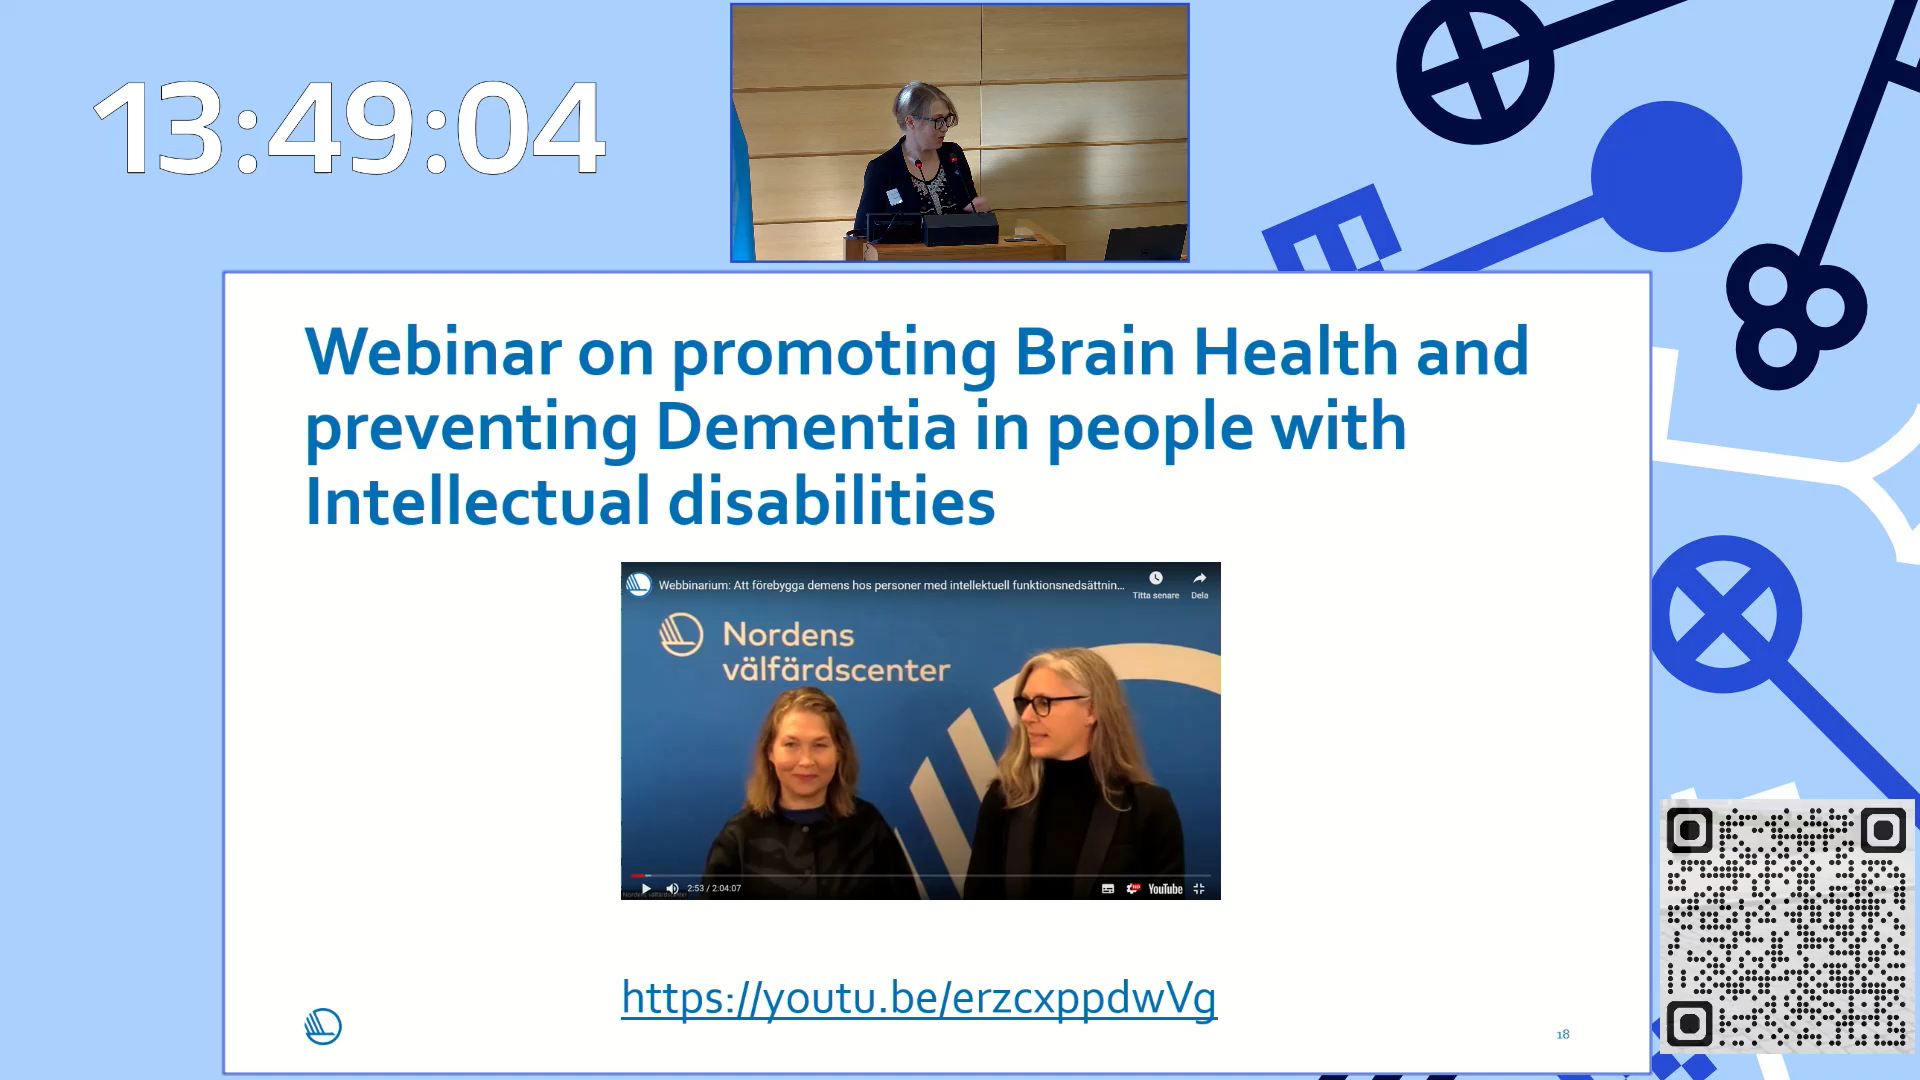 13:49:04
Webinar on promoting Brain Health and
preventing Dementia in people with
Intellectual disabilities
Webbinarium: Att förebygga demens hos personer med intellektuell funktionsnedsättnin...
Titta senare
Dela
Nordens
välfärdscenter
2:53 / 2:04:07
YouTube
https://youtu.be/erzcxppdwVg
18